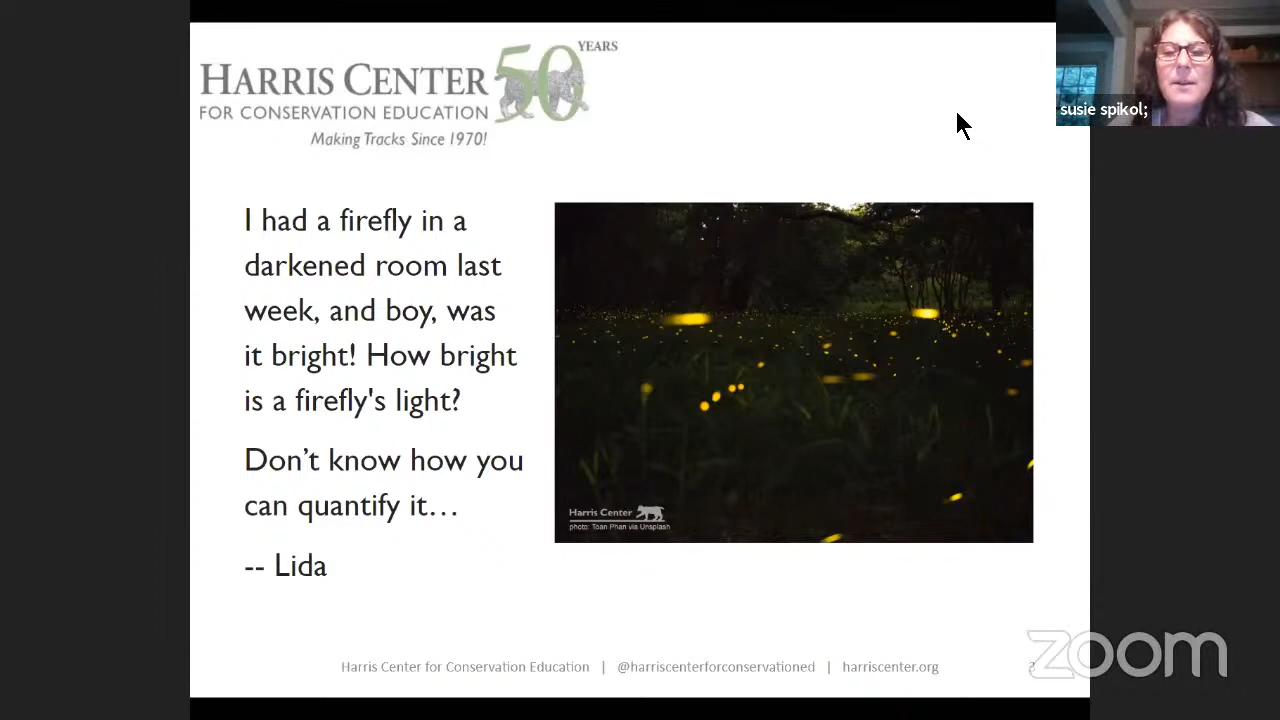 50 YEARS
HARRIS CENTER
FOR CONSERVATION EDUCATION
Making Tracks Since 1970!
susie spikol;
I had a firefly in a
darkened room last
week, and boy, was
it bright! How bright
is a firefly's light?
Don't know how you
can quantify it…
-- Lida
Harris Center
photo: Toan Phan via Unsplash
Harris Center for Conservation Education | @harriscenterforconservationed | harriscenter.org
zoom